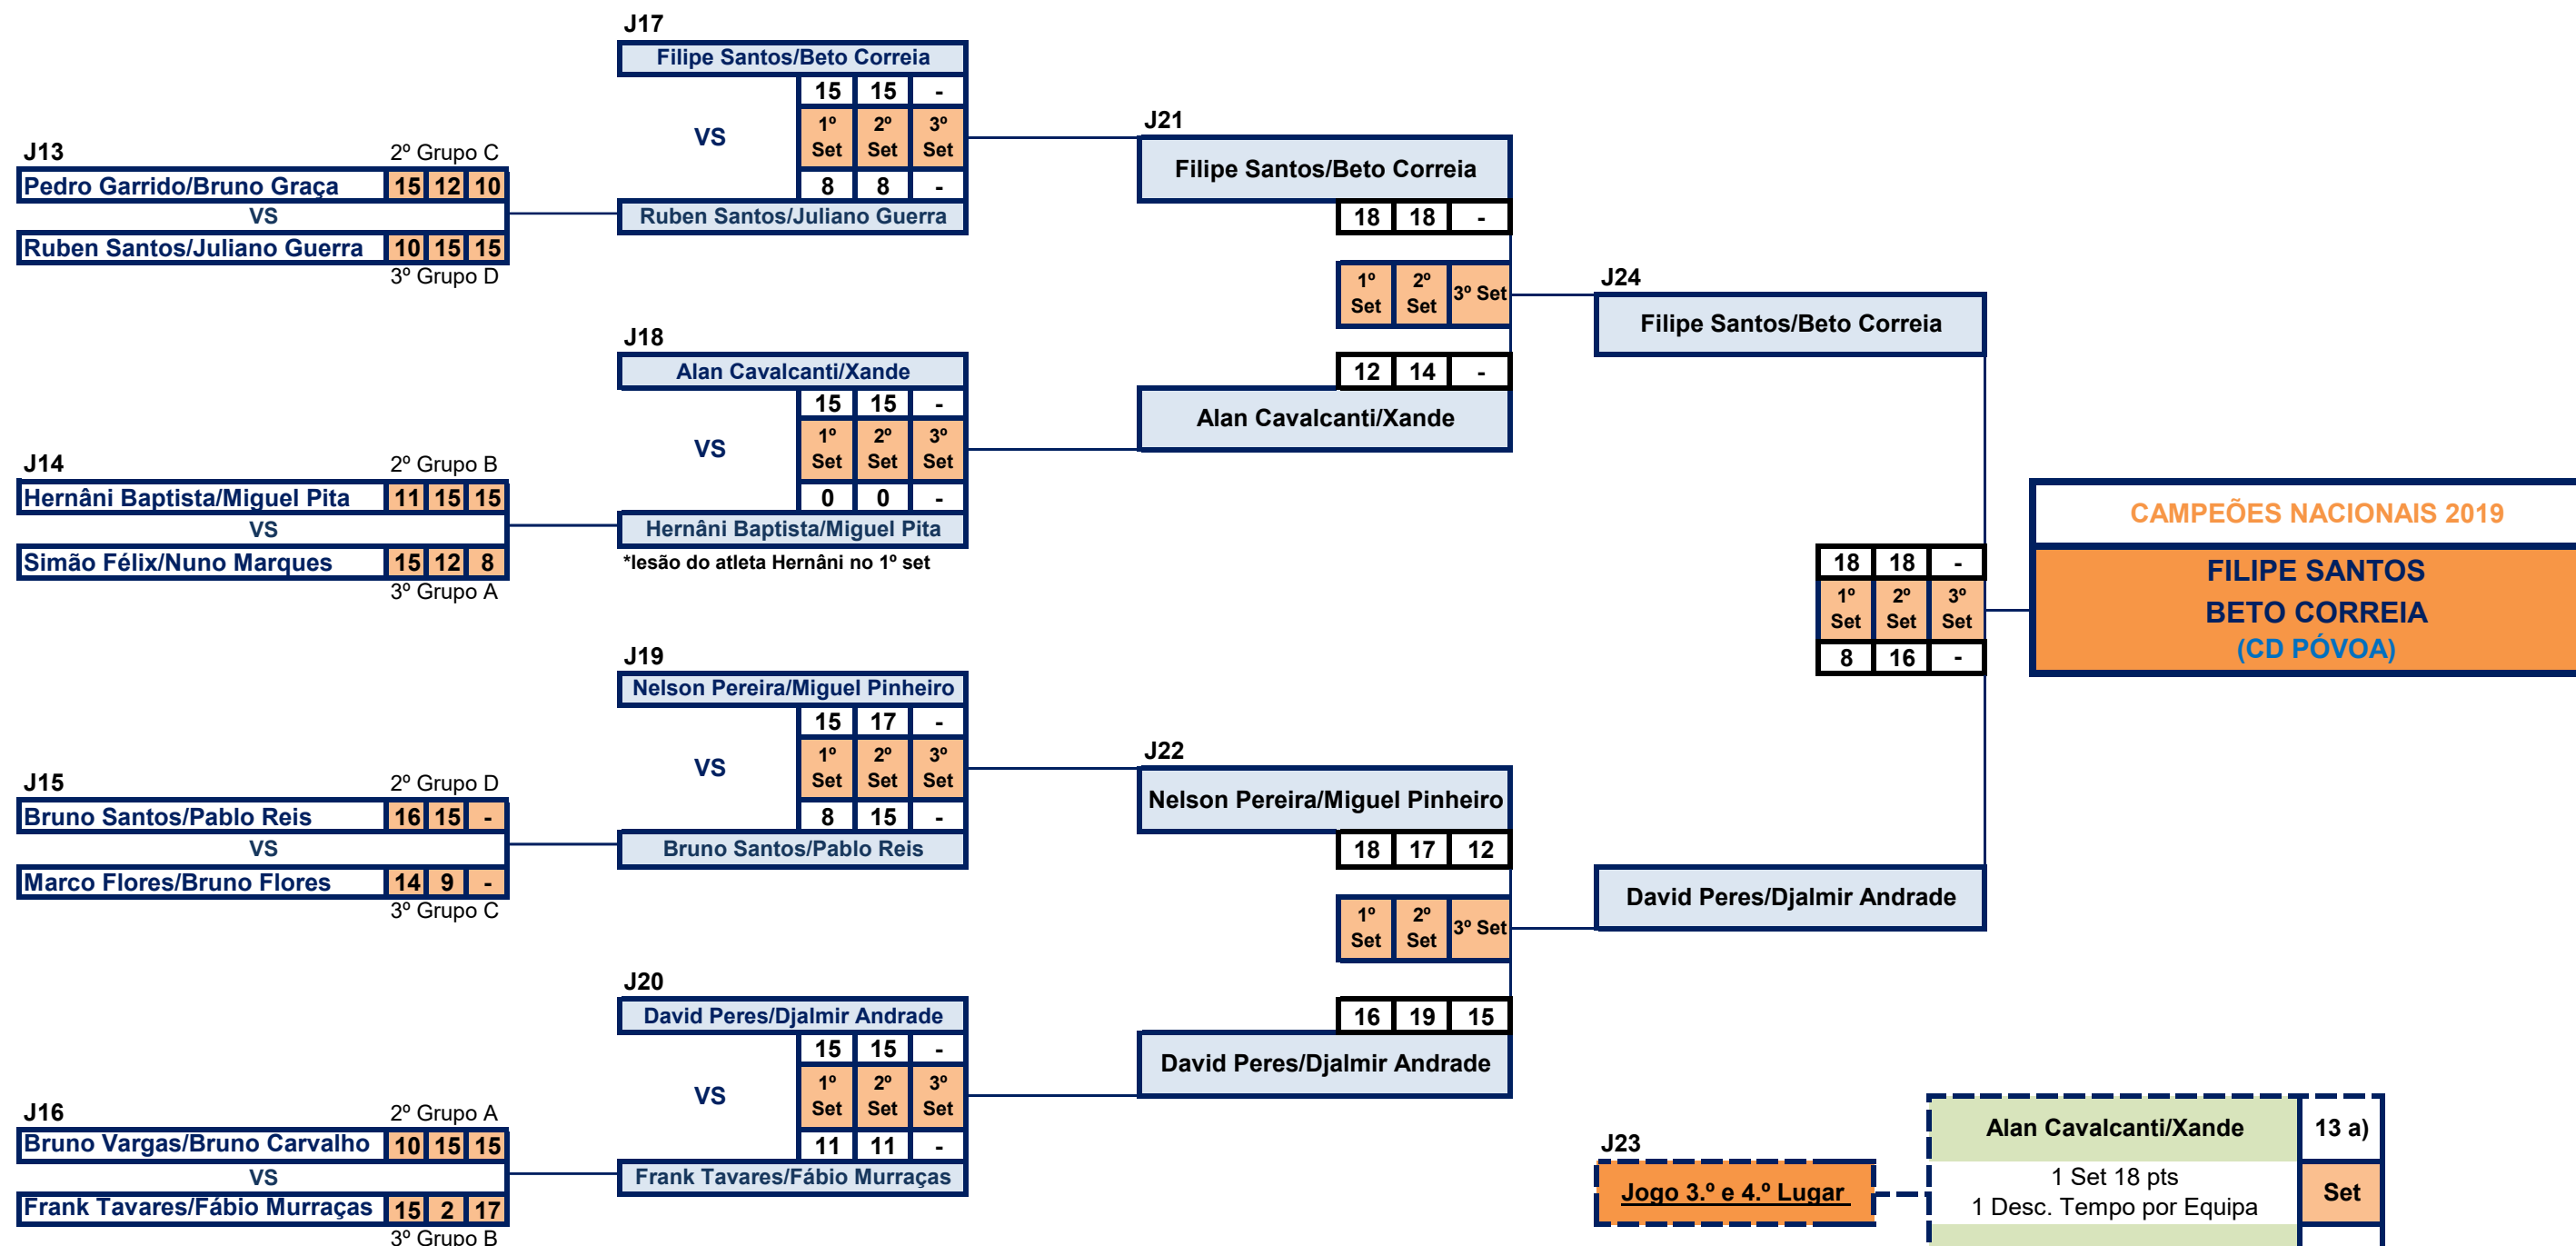 J13
2º Grupo C
Pedro Garrido/Bruno Graça 15 12 10
VS
Ruben Santos/Juliano Guerra 10 15 15
3º Grupo D
J14
2º Grupo B
Hernâni Baptista/Miguel Pita 11 15 15
VS
Simão Félix/Nuno Marques 15 12 8
3º Grupo A
J15
2º Grupo D
Bruno Santos/Pablo Reis 16 15 -
VS
Marco Flores/Bruno Flores 14 9 -
3º Grupo C
J16
2º Grupo A
Bruno Vargas/Bruno Carvalho 10 15 15
VS
Frank Tavares/Fábio Murraças 15 2 17
3º Grupo B
J17
Filipe Santos/Beto Correia
15 15 -
VS
1º 2º 3º
Set Set Set
8 8 -
Ruben Santos/Juliano Guerra
J18
Alan Cavalcanti/Xande
15 15 -
VS
1º 2º 3º
Set Set Set
0 0 -
Hernâni Baptista/Miguel Pita
*lesão do atleta Hernâni no 1º set
J19
Nelson Pereira/Miguel Pinheiro
15 17 -
VS
1º 2º 3º
Set Set Set
8 15 -
Bruno Santos/Pablo Reis
J20
David Peres/Djalmir Andrade
15 15 -
VS
1º 2º 3º
Set Set Set
11 11 -
Frank Tavares/Fábio Murraças
J21
Filipe Santos/Beto Correia
18 18 -
1º 2º 3º Set
Set Set
12 14 -
Alan Cavalcanti/Xande
J22
Nelson Pereira/Miguel Pinheiro
18 17 12
1º 2º 3º Set
Set Set
16 19 15
David Peres/Djalmir Andrade
J24
Filipe Santos/Beto Correia
18 18 -
1º 2º 3º
Set Set Set
8 16 -
David Peres/Djalmir Andrade
CAMPEÕES NACIONAIS 2019
FILIPE SANTOS
BETO CORREIA
(CD PÓVOA)
J23
Jogo 3.º e 4.º Lugar
Alan Cavalcanti/Xande 13 a)
1 Set 18 pts
1 Desc. Tempo por Equipa
Set